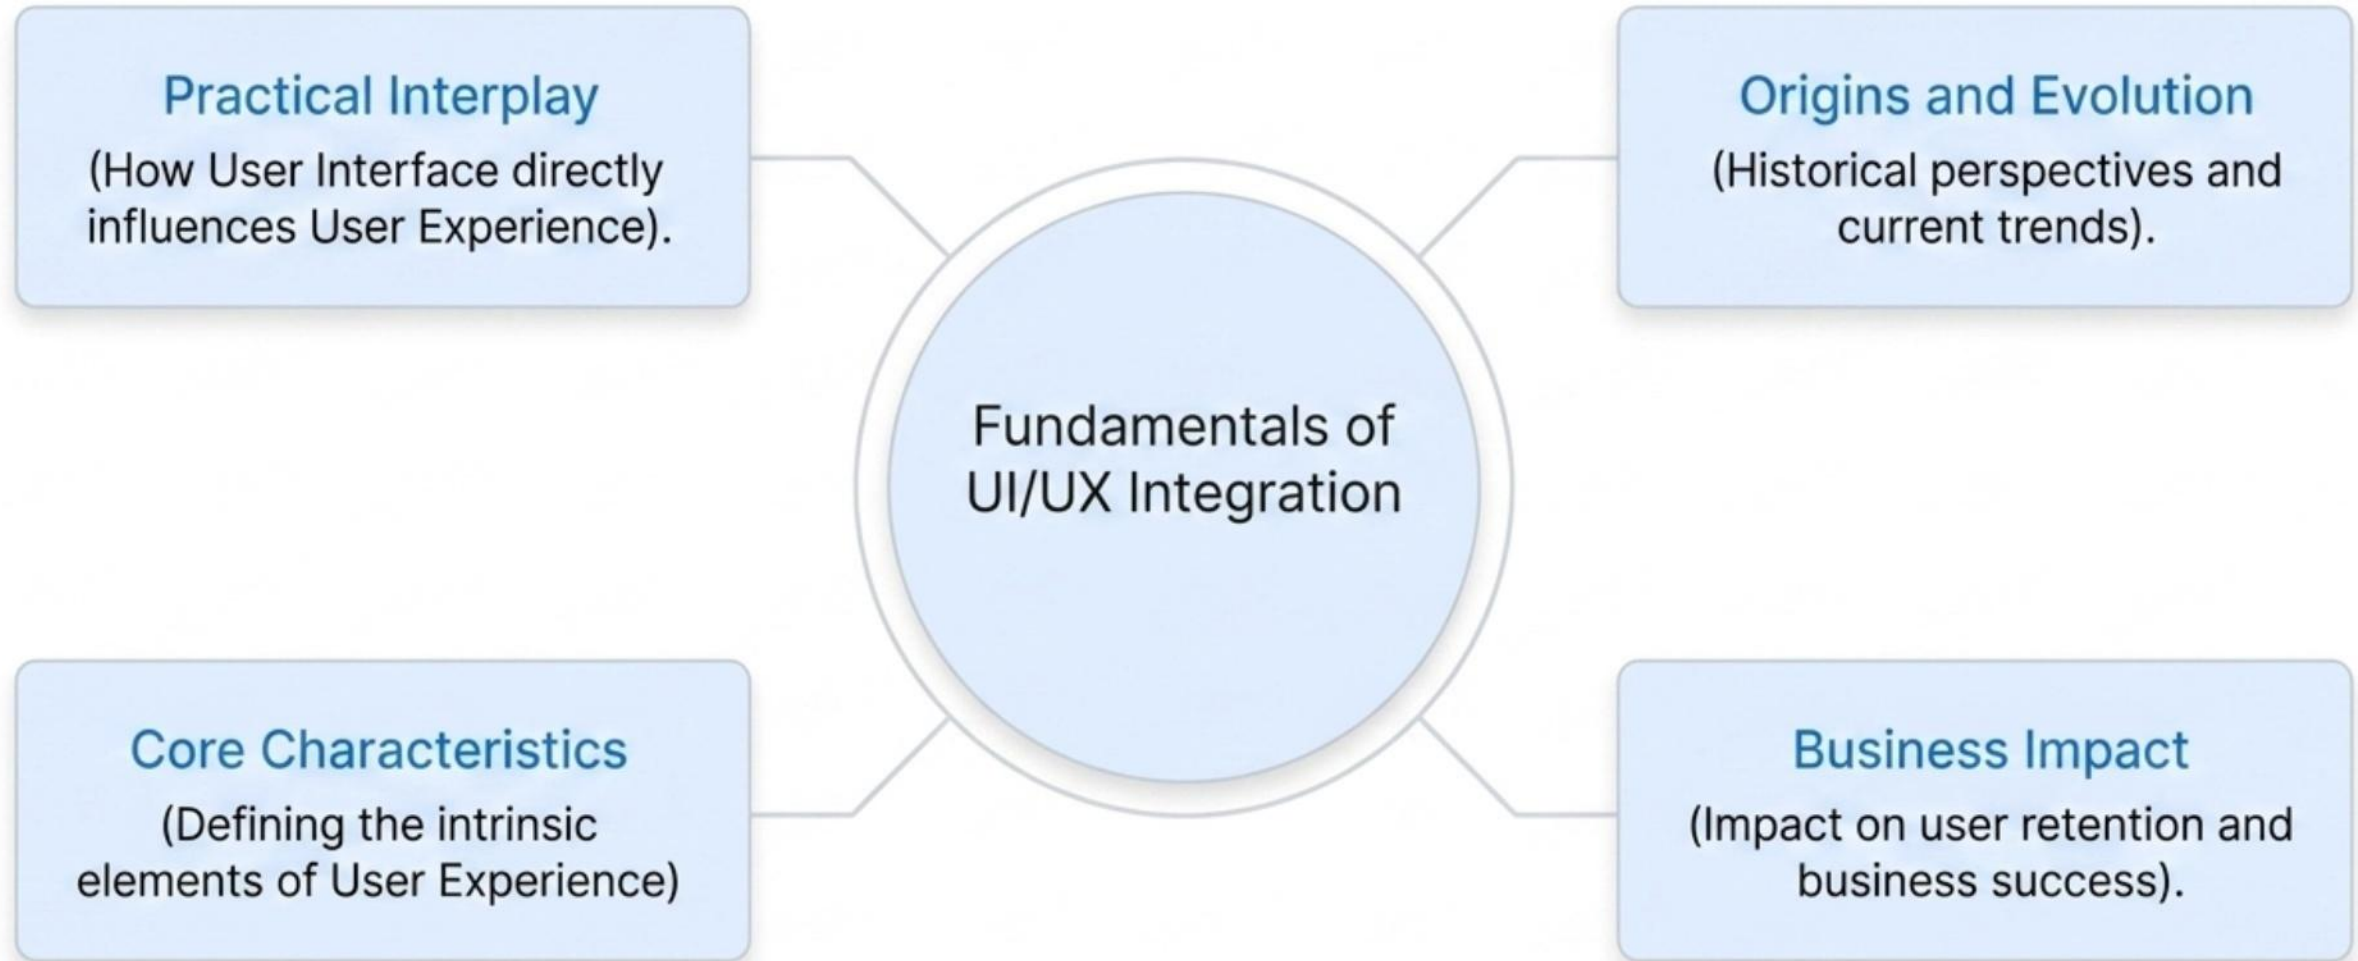 Practical Interplay
(How User Interface directly
influences User Experience).
Origins and Evolution
(Historical perspectives and
current trends).
Fundamentals of
UI/UX Integration
Core Characteristics
(Defining the intrinsic
elements of User Experience)
Business Impact
(Impact on user retention and
business success).